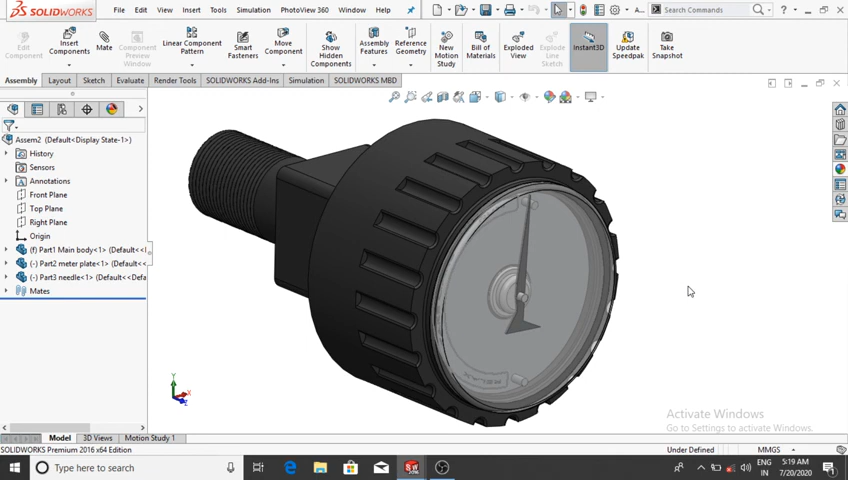 SOLIDWORKS File Edit View Insert Tools Simulation PhotoView 360 Window Help A... Search Commands
Edit Component
Insert Components
Mate
Component Preview Window
Linear Component Pattern
Smart Fasteners
Move Component
Show Hidden Components
Assembly Features
Reference Geometry
New Motion Study
Bill of Materials
Exploded View
Explode Line Sketch
Instant3D
Update Speedpak
Take Snapshot
Assembly Layout Sketch Evaluate Render Tools SOLIDWORKS Add-Ins Simulation SOLIDWORKS MBD
Assem2 (Default<Display State-1>)
History
Sensors
Annotations
Front Plane
Top Plane
Right Plane
Origin
(f) Part1 Main body<1> (Default<<
(-) Part2 meter plate<1> (Default<<
(-) Part3 needle<1> (Default<<Def
Mates
Y
X
Z
Activate Windows
Go to Settings to activate Windows.
Model 3D Views Motion Study 1
SOLIDWORKS Premium 2016 x64 Edition Under Defined MMGS
Type here to search
ENG
IN
5:19 AM
7/20/2020